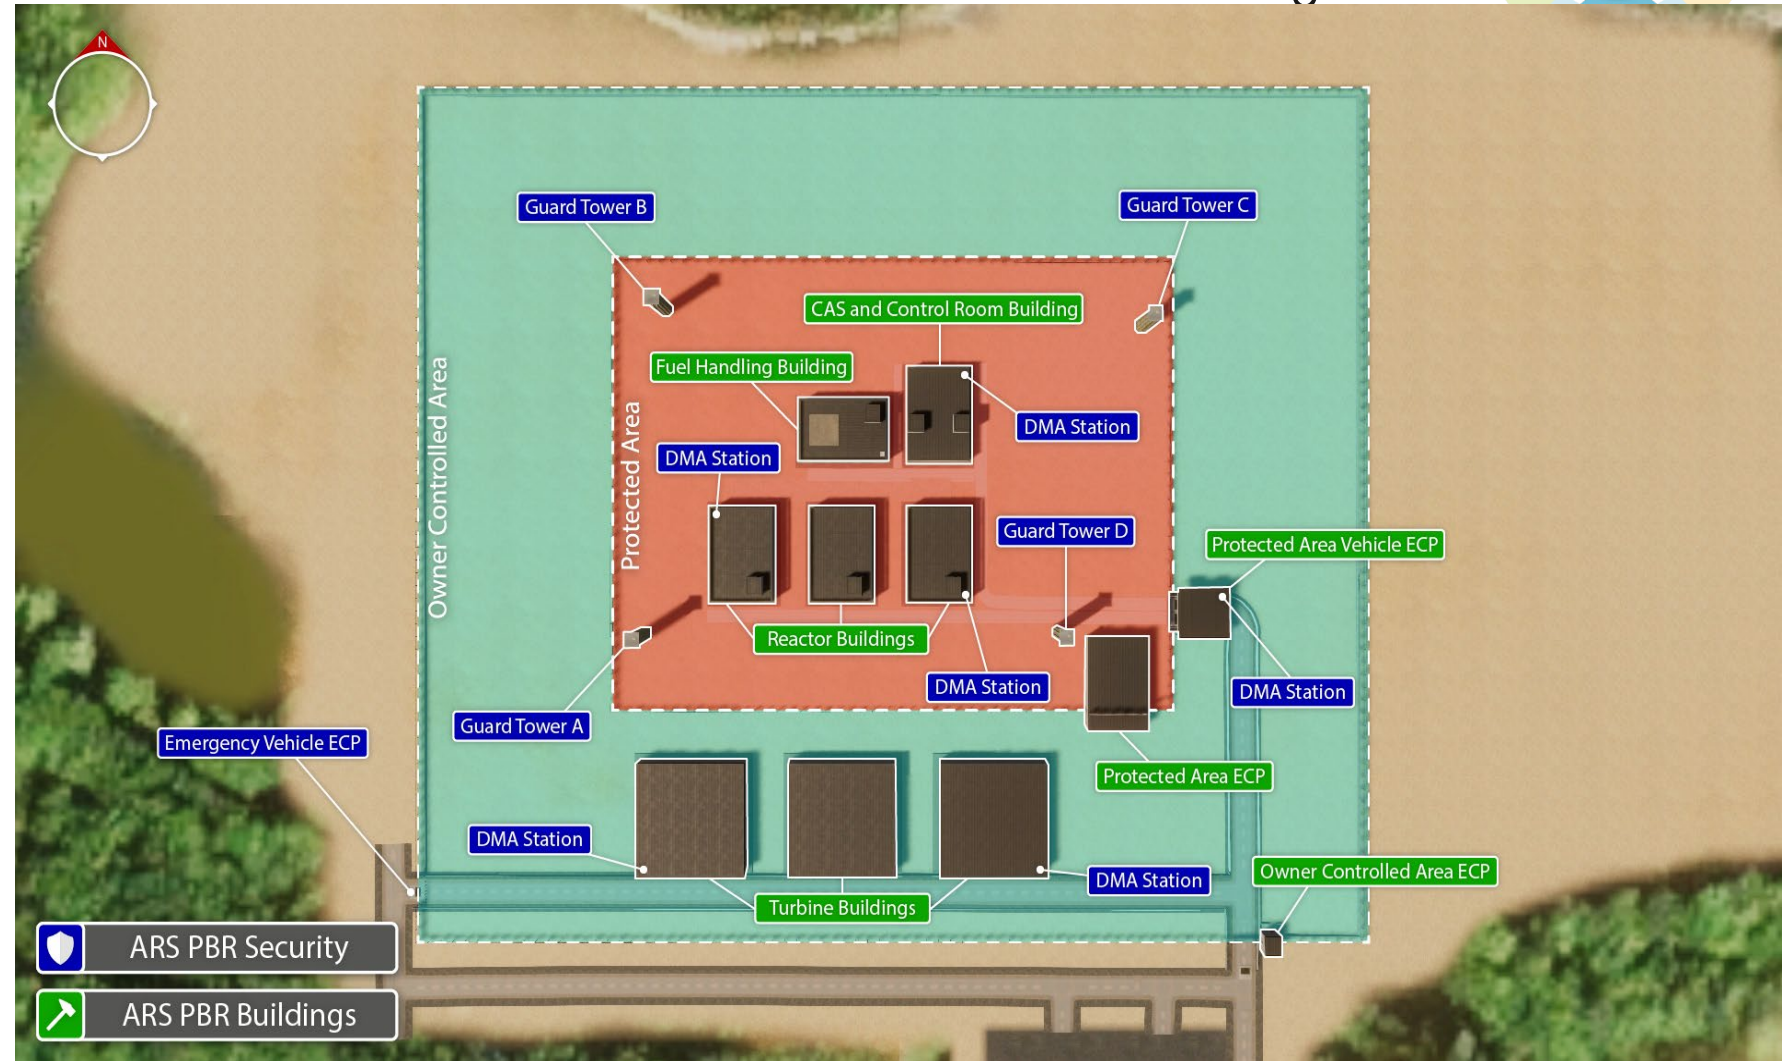 N
Guard Tower B
Guard Tower C
CAS and Control Room Building
Fuel Handling Building
DMA Station
DMA Station
Owner Controlled Area
Protected Area
Guard Tower D
Protected Area Vehicle ECP
Reactor Buildings
DMA Station
DMA Station
Guard Tower A
Emergency Vehicle ECP
Protected Area ECP
DMA Station
DMA Station
Owner Controlled Area ECP
Turbine Buildings
ARS PBR Security
ARS PBR Buildings